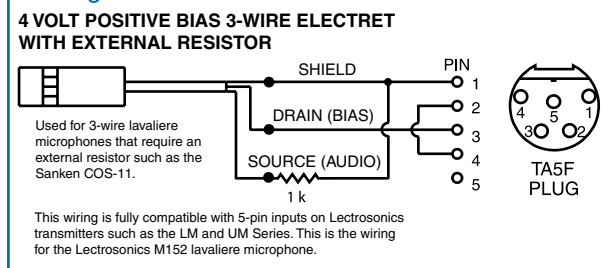 4 VOLT POSITIVE BIAS 3-WIRE ELECTRET
WITH EXTERNAL RESISTOR
PIN
SHIELD
1
2
DRAIN (BIAS)
3
SOURCE (AUDIO)
4
5
1 k
Used for 3-wire lavaliere
microphones that require an
external resistor such as the
Sanken COS-11.
4
5
1
3
2
TA5F
PLUG
This wiring is fully compatible with 5-pin inputs on Lectrosonics
transmitters such as the LM and UM Series. This is the wiring
for the Lectrosonics M152 lavaliere microphone.